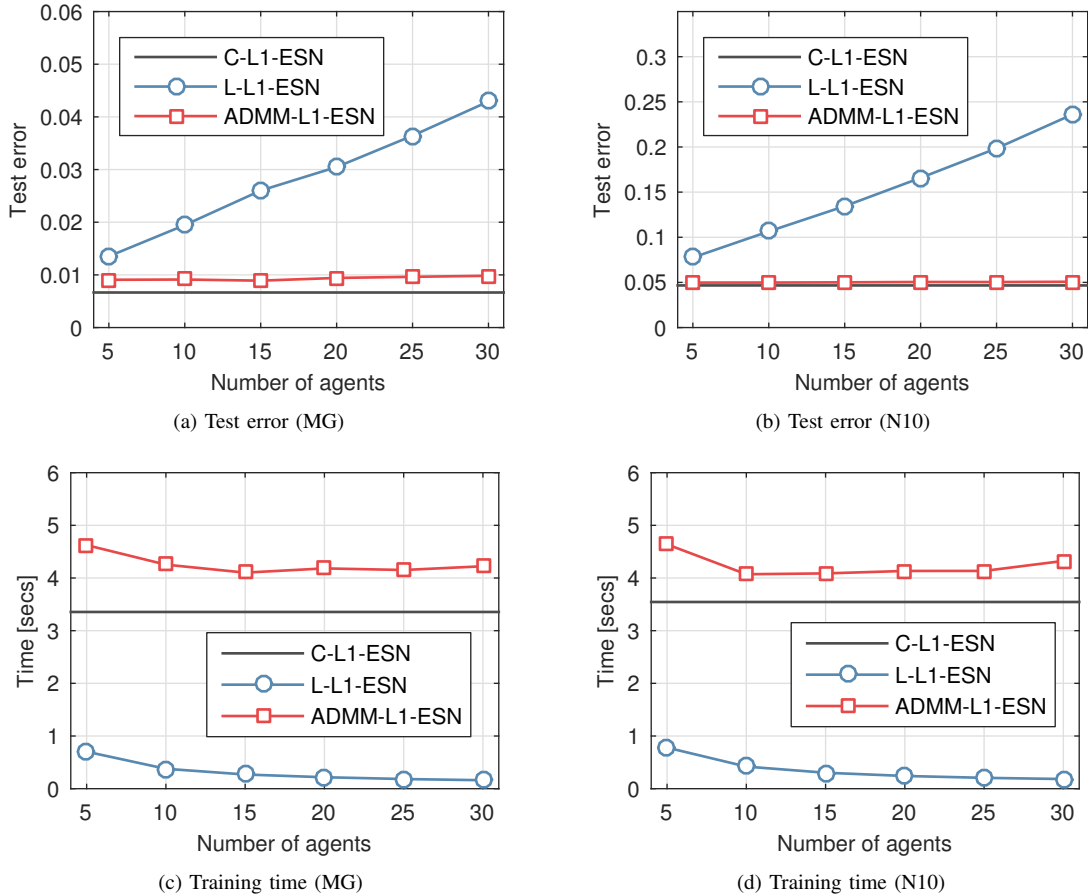 0.06
0.05
0.04
0.03
0.02
0.01
0
Test error
C-L1-ESN
L-L1-ESN
ADMM-L1-ESN
5 10 15 20 25 30
Number of agents
(a) Test error (MG)
0.3
0.25
0.2
0.15
0.1
0.05
0
Test error
C-L1-ESN
L-L1-ESN
ADMM-L1-ESN
5 10 15 20 25 30
Number of agents
(b) Test error (N10)
6
5
4
3
2
1
0
Time [secs]
C-L1-ESN
L-L1-ESN
ADMM-L1-ESN
5 10 15 20 25 30
Number of agents
(c) Training time (MG)
6
5
4
3
2
1
0
Time [secs]
C-L1-ESN
L-L1-ESN
ADMM-L1-ESN
5 10 15 20 25 30
Number of agents
(d) Training time (N10)